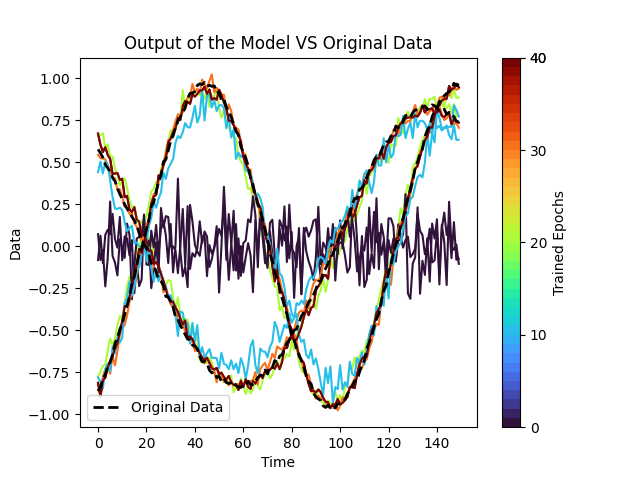 Output of the Model VS Original Data
Data
1.00
0.75
0.50
0.25
0.00
−0.25
−0.50
−0.75
−1.00
Original Data
0 20 40 60 80 100 120 140
Time
40
30
20
10
0
Trained Epochs